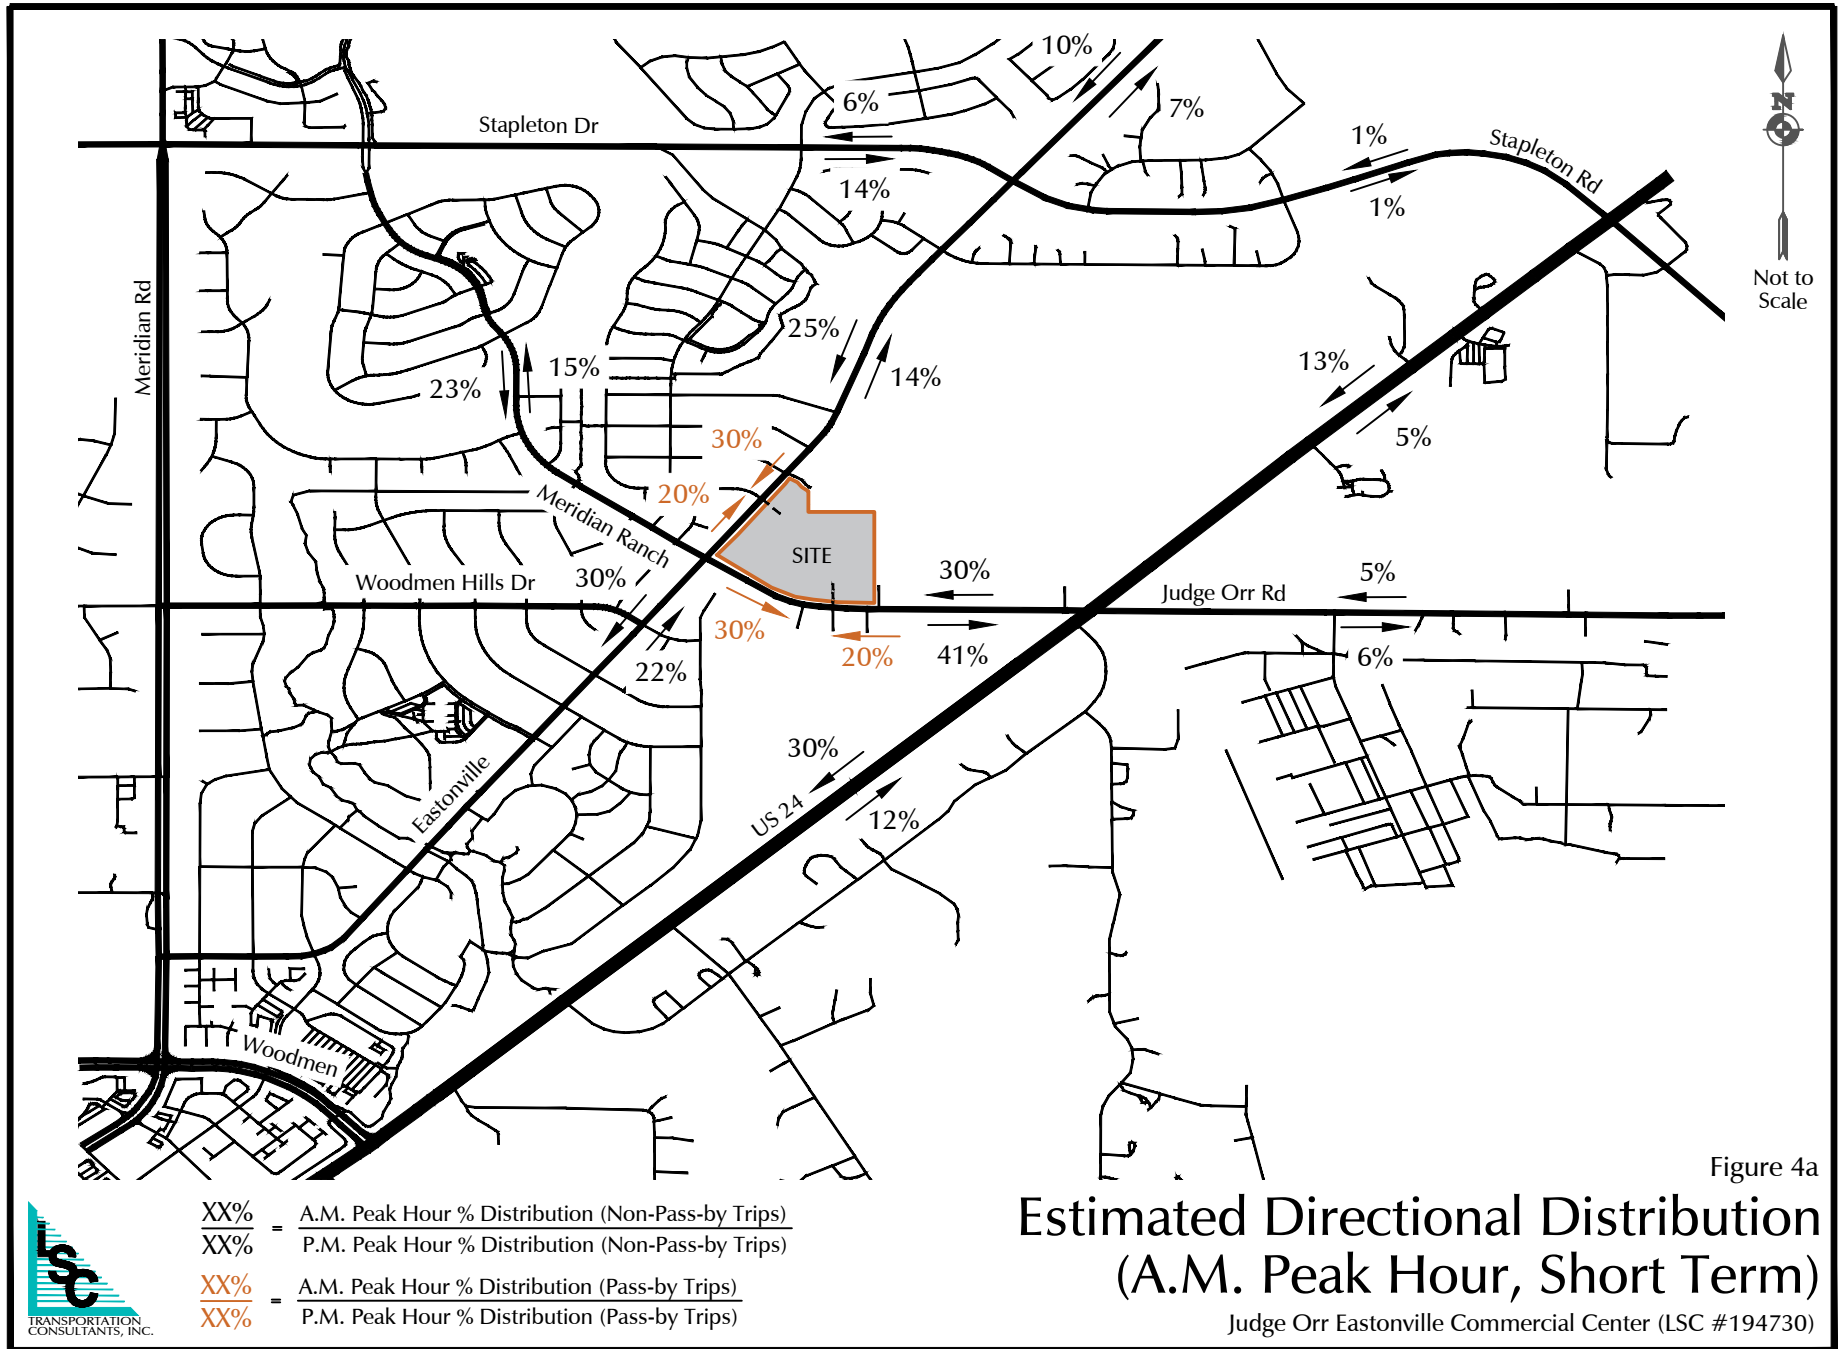 10%
6%
7%
Stapleton Dr
1%
Stapleton Rd
14%
1%
N
Not to
Scale
Meridian Rd
25%
15%
23%
14%
13%
5%
30%
20%
Meridian Ranch
SITE
Woodmen Hills Dr
30%
30%
5%
Judge Orr Rd
30%
20%
41%
6%
22%
30%
US 24
12%
Eastonville
Woodmen
Figure 4a
Estimated Directional Distribution
(A.M. Peak Hour, Short Term)
Judge Orr Eastonville Commercial Center (LSC #194730)
XX%
XX%
=
A.M. Peak Hour % Distribution (Non-Pass-by Trips)
P.M. Peak Hour % Distribution (Non-Pass-by Trips)
XX%
XX%
=
A.M. Peak Hour % Distribution (Pass-by Trips)
P.M. Peak Hour % Distribution (Pass-by Trips)
LSC
TRANSPORTATION
CONSULTANTS, INC.